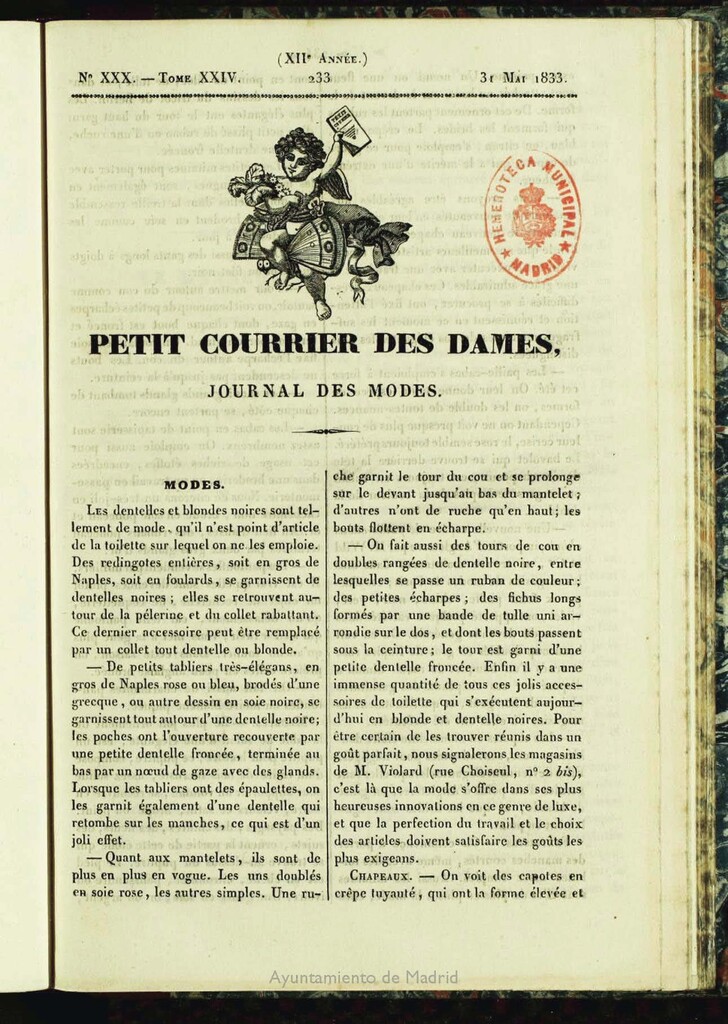 (XIIᵉ Année.)
Nº XXX. — Tome XXIV. 233 31 Mai 1833.
HEMEROTECA MUNICIPAL
★ MADRID ★
PETIT COURRIER DES DAMES,
JOURNAL DES MODES.
MODES.
Les dentelles et blondes noires sont tel-
lement de mode, qu'il n'est point d'article
de la toilette sur lequel on ne les emploie.
Des redingotes entières, soit en gros de
Naples, soit en foulards, se garnissent de
dentelles noires ; elles se retrouvent au-
tour de la pélerine et du collet rabattant.
Ce dernier accessoire peut être remplacé
par un collet tout dentelle ou blonde.
— De petits tabliers très-élégans, en
gros de Naples rose ou bleu, brodés d'une
grecque, ou autre dessin en soie noire, se
garnissent tout autour d'une dentelle noire;
les poches ont l'ouverture recouverte par
une petite dentelle froncée, terminée au
bas par un nœud de gaze avec des glands.
Lorsque les tabliers ont des épaulettes, on
les garnit également d'une dentelle qui
retombe sur les manches, ce qui est d'un
joli effet.
— Quant aux mantelets, ils sont de
plus en plus en vogue. Les uns doublés
en soie rose, les autres simples. Une ru-
che garnit le tour du cou et se prolonge
sur le devant jusqu'au bas du mantelet ;
d'autres n'ont de ruche qu'en haut; les
bouts flottent en écharpe.
— On fait aussi des tours de cou en
doubles rangées de dentelle noire, entre
lesquelles se passe un ruban de couleur ;
des petites écharpes ; des fichus longs
formés par une bande de tulle uni ar-
rondie sur le dos, et dont les bouts passent
sous la ceinture; le tour est garni d'une
petite dentelle froncée. Enfin il y a une
immense quantité de tous ces jolis acces-
soires de toilette qui s'exécutent aujour-
d'hui en blonde et dentelle noires. Pour
être certain de les trouver réunis dans un
goût parfait, nous signalerons les magasins
de M. Violard (rue Choiseul, nº 2 bis),
c'est là que la mode s'offre dans ses plus
heureuses innovations en ce genre de luxe,
et que la perfection du travail et le choix
des articles doivent satisfaire les goûts les
plus exigeans.
Chapeaux. — On voit des capotes en
crêpe tuyauté, qui ont la forme élevée et
Ayuntamiento de Madrid